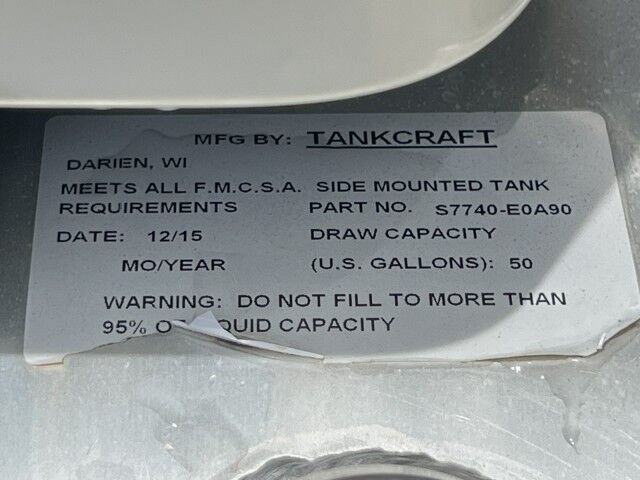 MFG BY: TANKCRAFT
DARIEN, WI
MEETS ALL F.M.C.S.A. SIDE MOUNTED TANK
REQUIREMENTS PART NO. S7740-E0A90
DATE: 12/15 DRAW CAPACITY
MO/YEAR (U.S. GALLONS): 50
WARNING: DO NOT FILL TO MORE THAN
95% CAPACITY